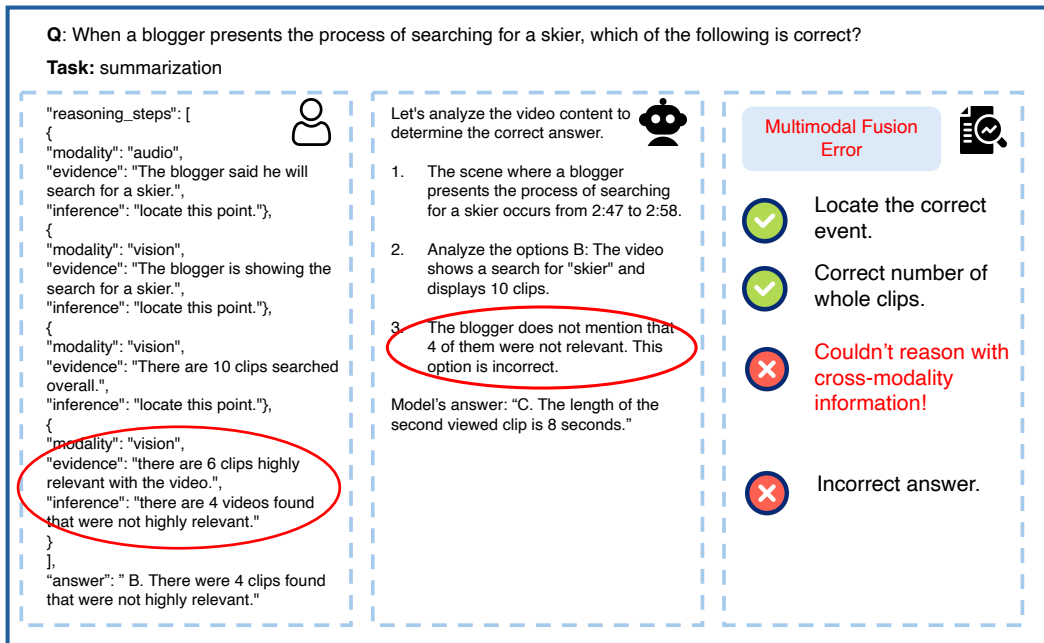 Q: When a blogger presents the process of searching for a skier, which of the following is correct?
Task: summarization
"reasoning_steps": [
{
"modality": "audio",
"evidence": "The blogger said he will
search for a skier.",
"inference": "locate this point."},
{
"modality": "vision",
"evidence": "The blogger is showing the
search for a skier.",
"inference": "locate this point."},
{
"modality": "vision",
"evidence": "There are 10 clips searched
overall.",
"inference": "locate this point."},
{
"modality": "vision",
"evidence": "there are 6 clips highly
relevant with the video.",
"inference": "there are 4 videos found
that were not highly relevant."
}
],
“answer”: ” B. There were 4 clips found
that were not highly relevant."
Let's analyze the video content to
determine the correct answer.
1. The scene where a blogger
presents the process of searching
for a skier occurs from 2:47 to 2:58.
2. Analyze the options B: The video
shows a search for "skier" and
displays 10 clips.
3. The blogger does not mention that
4 of them were not relevant. This
option is incorrect.
Model’s answer: “C. The length of the
second viewed clip is 8 seconds.”
Multimodal Fusion
Error
Locate the correct
event.
Correct number of
whole clips.
Couldn’t reason with
cross-modality
information!
Incorrect answer.